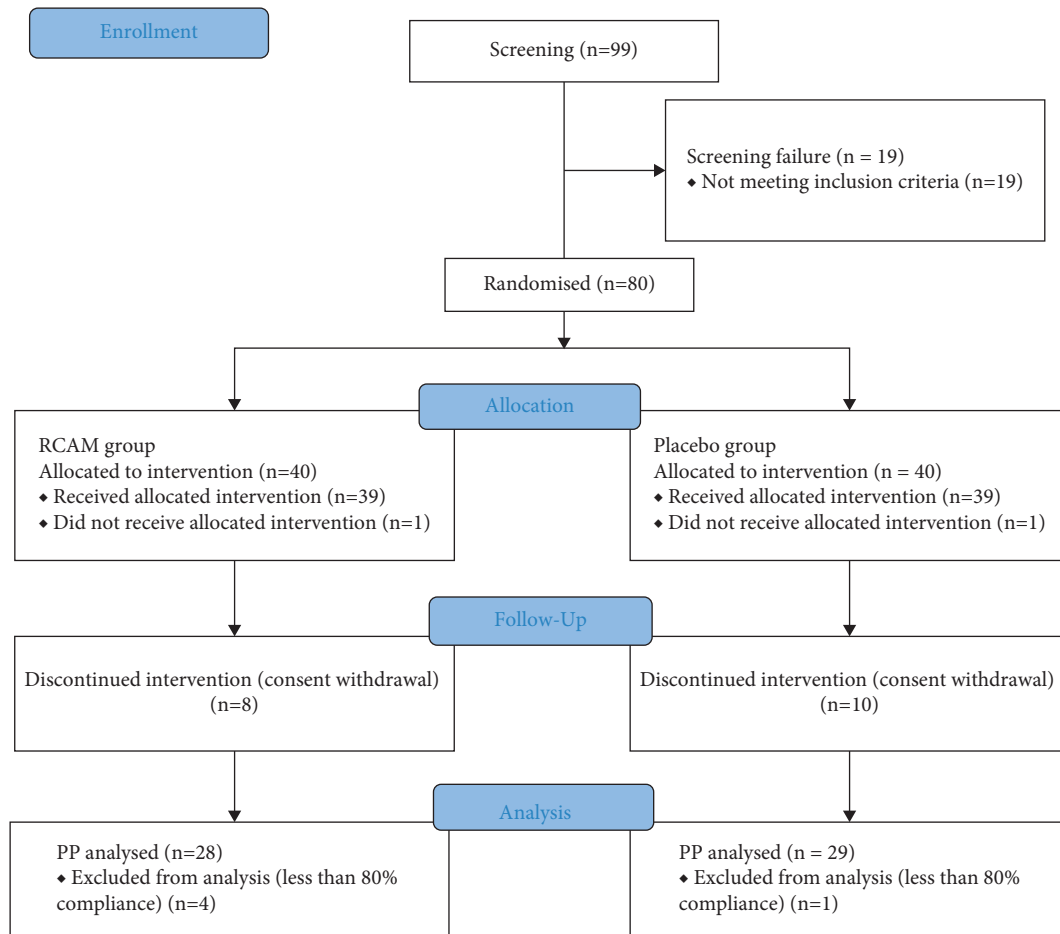 Enrollment
Screening (n=99)
Screening failure (n = 19)
◆ Not meeting inclusion criteria (n=19)
Randomised (n=80)
Allocation
RCAM group
Allocated to intervention (n=40)
◆ Received allocated intervention (n=39)
◆ Did not receive allocated intervention (n=1)
Placebo group
Allocated to intervention (n = 40)
◆ Received allocated intervention (n=39)
◆ Did not receive allocated intervention (n=1)
Follow-Up
Discontinued intervention (consent withdrawal)
(n=8)
Discontinued intervention (consent withdrawal)
(n=10)
Analysis
PP analysed (n=28)
◆ Excluded from analysis (less than 80%
compliance) (n=4)
PP analysed (n = 29)
◆ Excluded from analysis (less than 80%
compliance) (n=1)